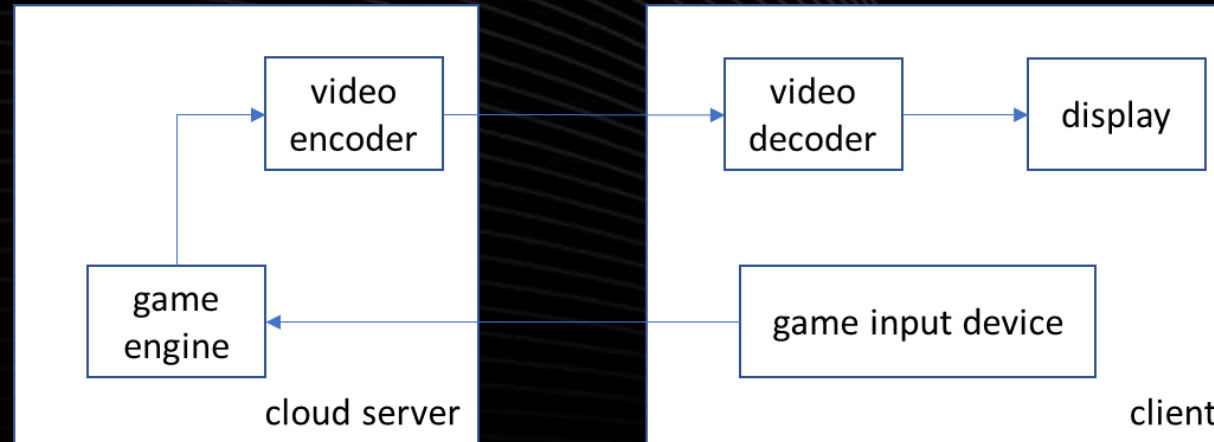 video
encoder
video
decoder
display
game
engine
game input device
cloud server
client